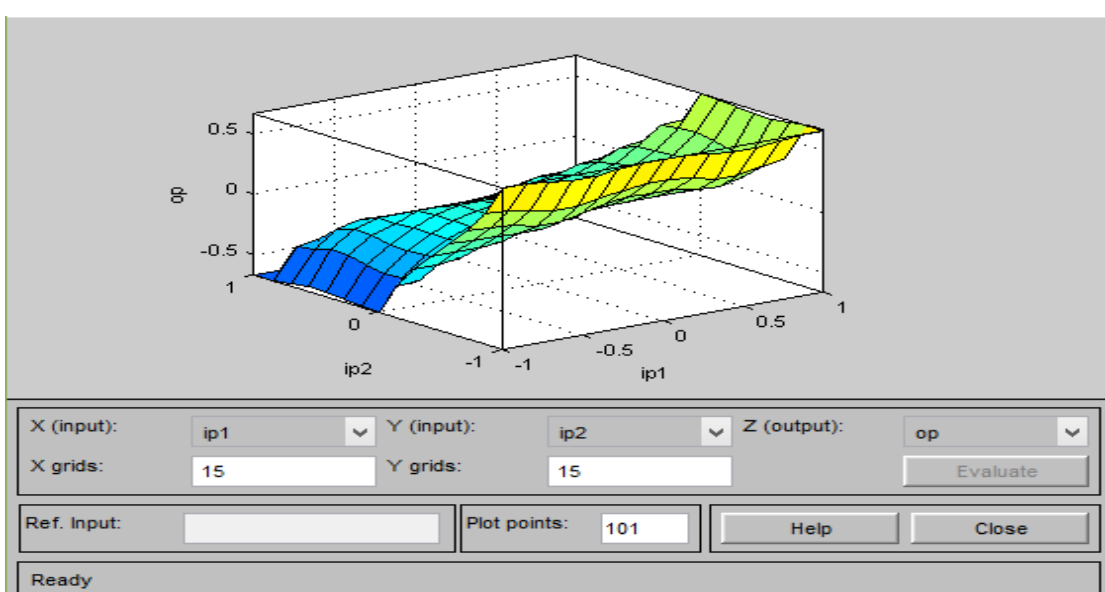 0.5
0
-0.5
op
1
0
-1
ip2
-1
-0.5
0
0.5
1
ip1
X (input): ip1 Y (input): ip2 Z (output): op
X grids: 15 Y grids: 15 Evaluate
Ref. Input: Plot points: 101 Help Close
Ready